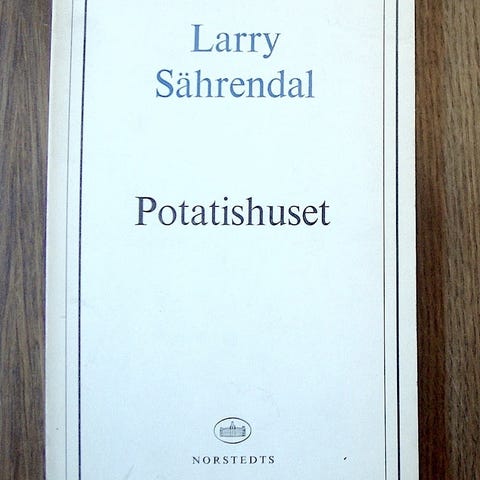 Larry
Sährendal
Potatishuset
NORSTEDTS